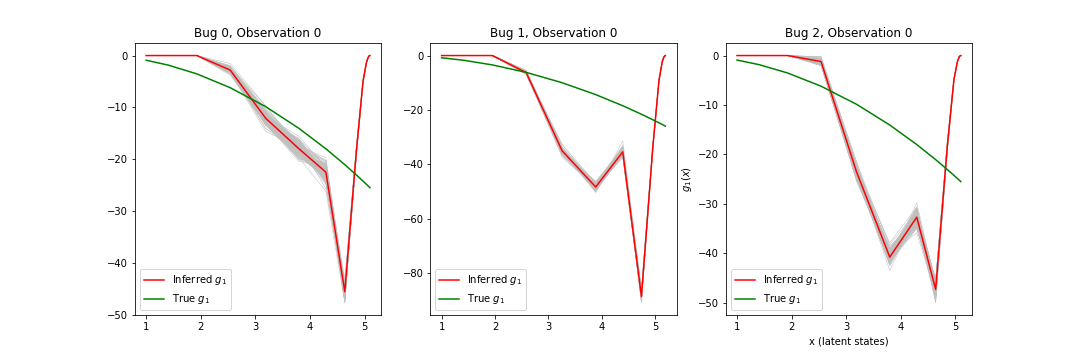 Bug 0, Observation 0
0
−10
−20
−30
−40
−50
1 2 3 4 5
Inferred g₁
True g₁
Bug 1, Observation 0
0
−20
−40
−60
−80
1 2 3 4 5
Inferred g₁
True g₁
Bug 2, Observation 0
g₁(x)
0
−10
−20
−30
−40
−50
1 2 3 4 5
x (latent states)
Inferred g₁
True g₁